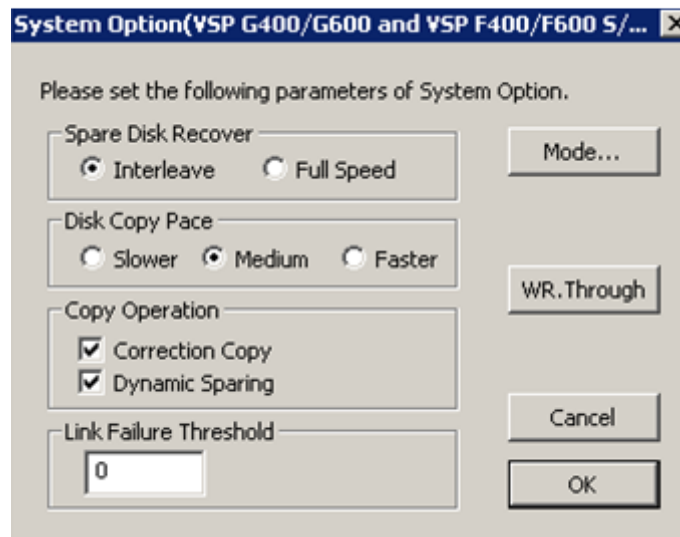 System Option(VSP G400/G600 and VSP F400/F600 S/...
Please set the following parameters of System Option.
Spare Disk Recover
Interleave Full Speed
Mode...
Disk Copy Pace
Slower Medium Faster
WR.Through
Copy Operation
Correction Copy
Dynamic Sparing
Cancel
Link Failure Threshold
0
OK